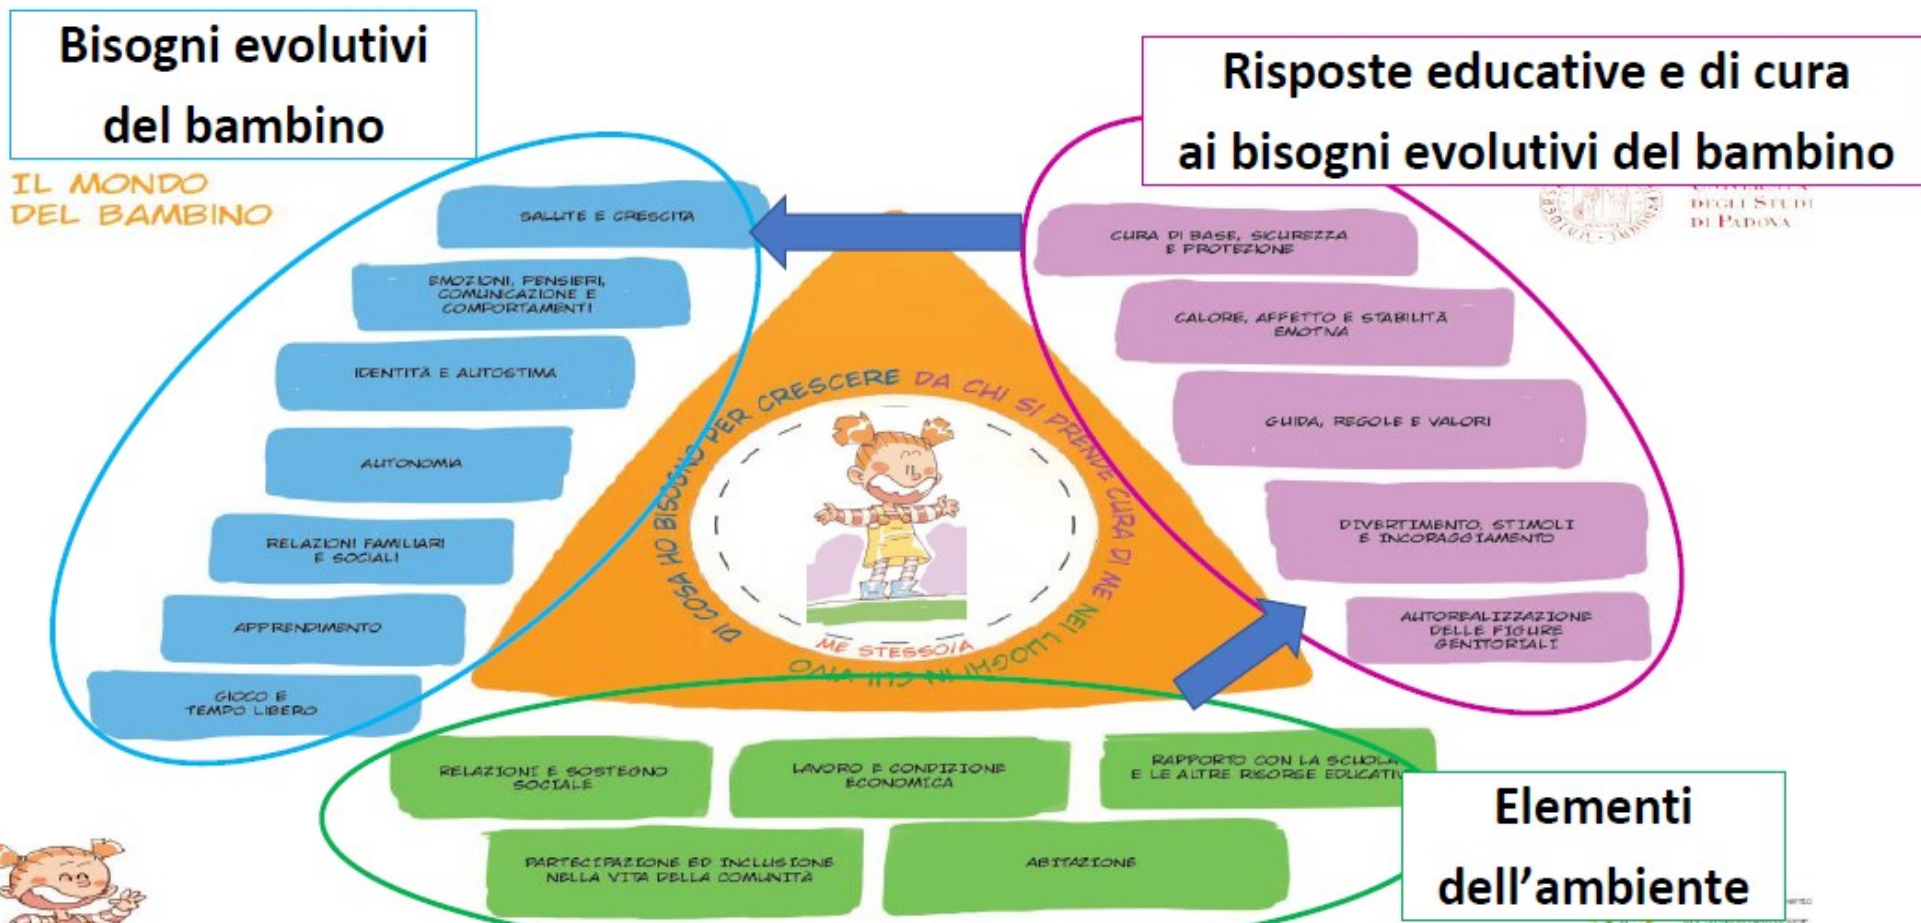 Bisogni evolutivi
del bambino
Risposte educative e di cura
ai bisogni evolutivi del bambino
IL MONDO
DEL BAMBINO
DEGLI STUDI
DI PADOVA
SALUTE E CRESCITA
EMOZIONI, PENSIERI,
COMUNICAZIONE E
COMPORTAMENTI
IDENTITÀ E AUTOSTIMA
AUTONOMIA
RELAZIONI FAMILIARI
E SOCIALI
APPRENDIMENTO
GIOCO E
TEMPO LIBERO
DI COSA HO BISOGNO PER CRESCERE
DA CHI SI PRENDE CURA DI ME
NEI LUOGHI IN CUI VIVO
ME STESSO/A
CURA DI BASE, SICUREZZA
E PROTEZIONE
CALORE, AFFETTO E STABILITÀ
EMOTIVA
GUIDA, REGOLE E VALORI
DIVERTIMENTO, STIMOLI
E INCORAGGIAMENTO
AUTOREALIZZAZIONE
DELLE FIGURE
GENITORIALI
RELAZIONI E SOSTEGNO
SOCIALE
LAVORO E CONDIZIONE
ECONOMICA
RAPPORTO CON LA SCUOLA
E LE ALTRE RISORSE
PARTECIPAZIONE ED INCLUSIONE
NELLA VITA DELLA COMUNITÀ
ABITAZIONE
Elementi
dell'ambiente